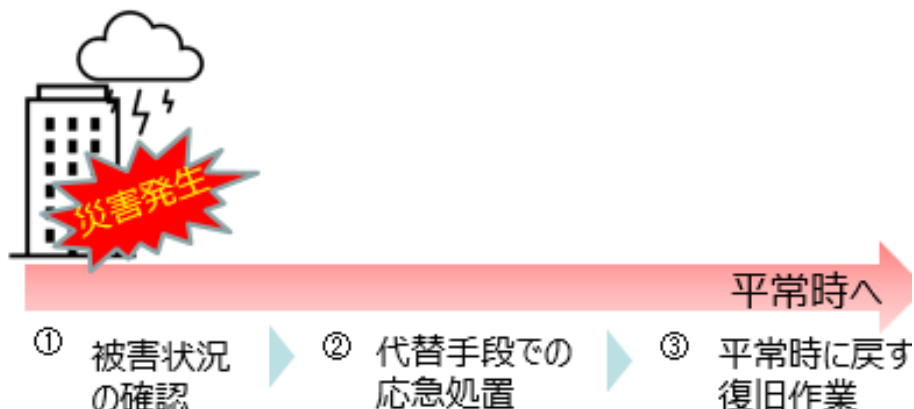 災害発生
平常時へ
① 被害状況
の確認
② 代替手段での
応急処置
③ 平常時に戻す
復旧作業